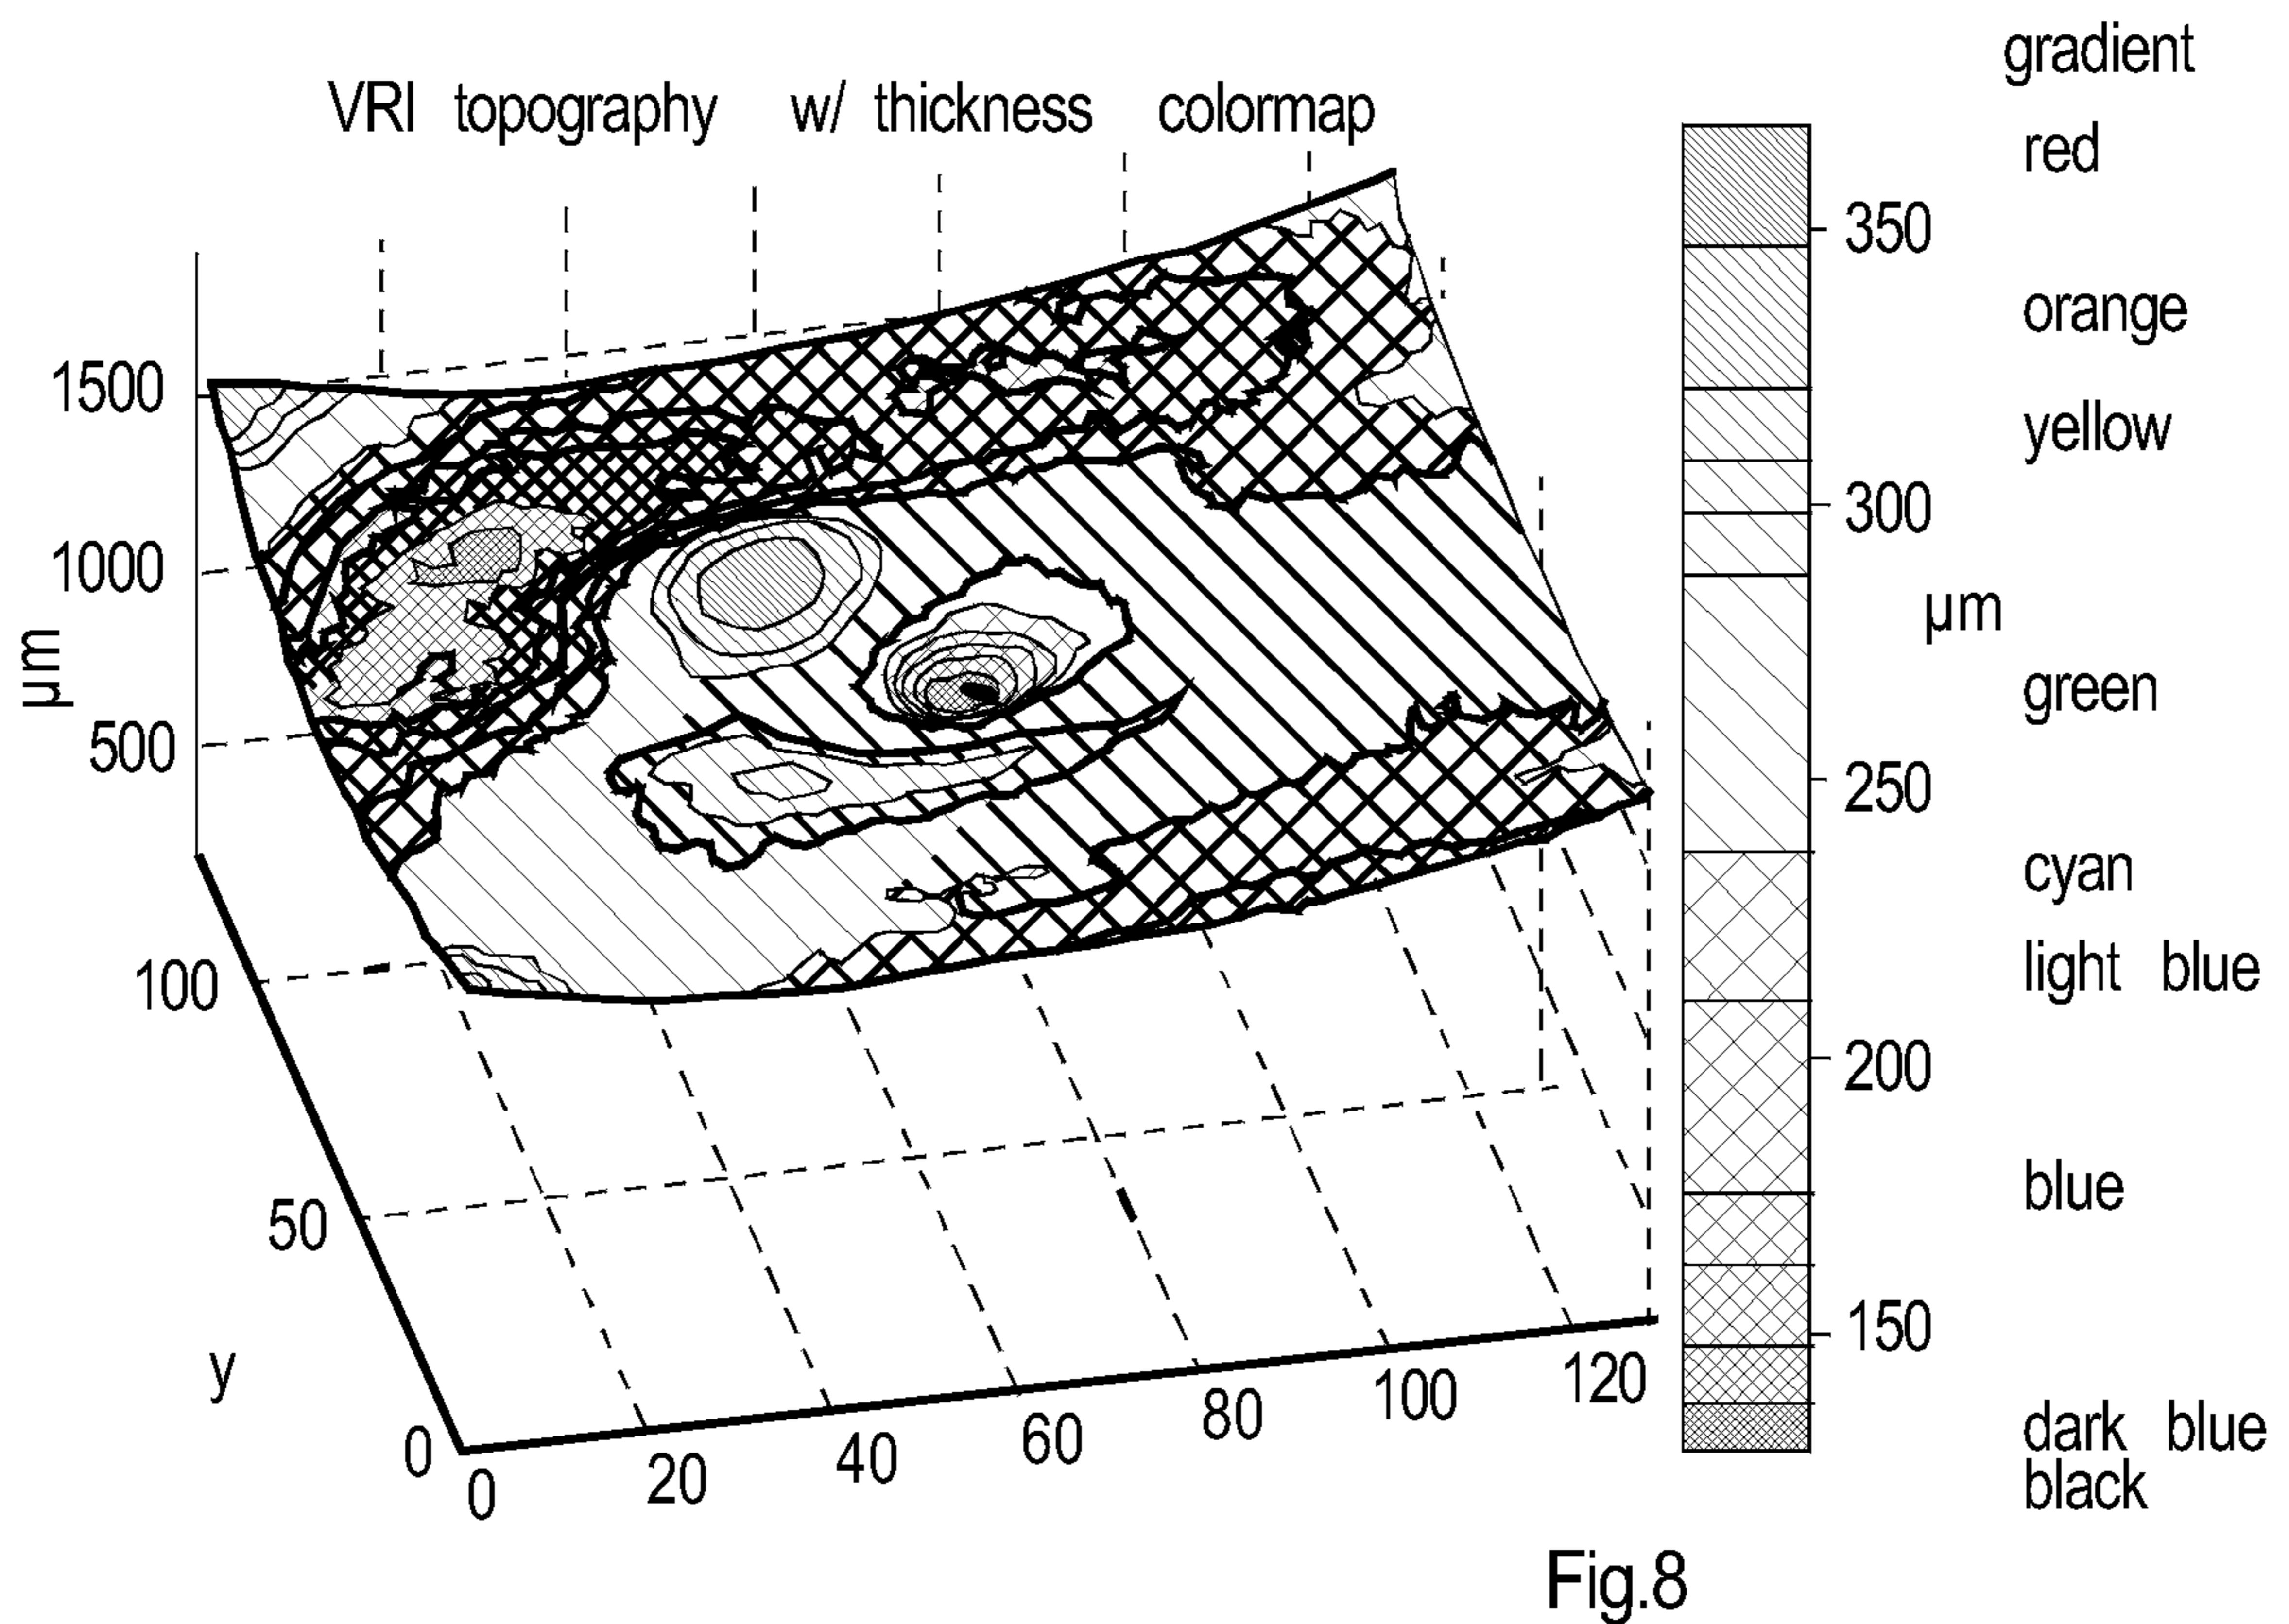 gradient
VRI topography w/ thickness colormap
red
350
orange
1500
yellow
300
1000
µm
µm
green
500
250
cyan
100
light blue
200
50
blue
150
y
120
100
80
60
40
20
0
0
dark blue
black
Fig.8